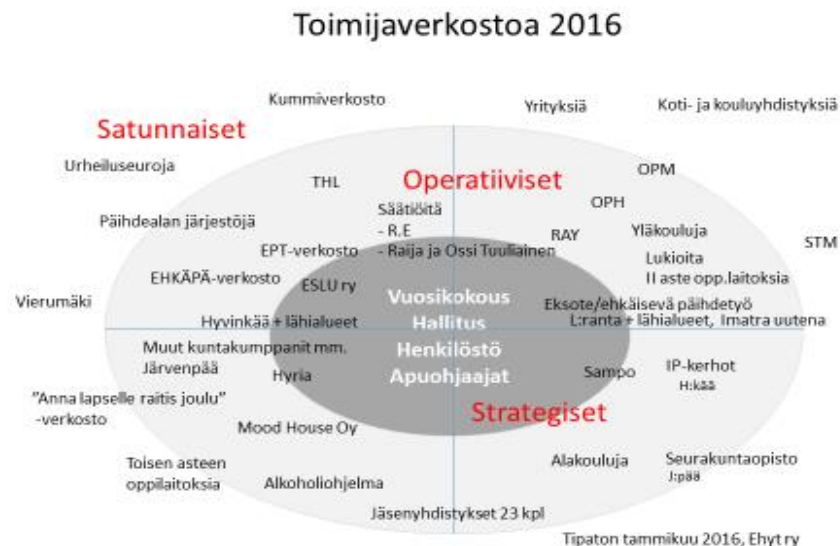 Toimijaverkostoa 2016
Kummiverkosto
Yrityksiä
Koti- ja kouluyhdistyksiä
Satunnaiset
Urheiluseuroja
THL
Operatiiviset
OPM
OPH
Säätiöitä
- R.E
- Raija ja Ossi Tuuliainen
Päihdealan järjestöjä
RAY
Yläkouluja
STM
EPT-verkosto
Lukioita
II aste opp.laitoksia
EHKÄPÄ-verkosto
ESLU ry
Vierumäki
Vuosikokous
Hallitus
Henkilöstö
Apuohjaajat
Eksote/ehkäisevä päihdetyö
L:ranta + lähialueet, Imatra uutena
Hyvinkää + lähialueet
Muut kuntakumppanit mm.
Järvenpää
Hyria
Sampo
IP-kerhot
H:kää
"Anna lapselle raitis joulu"
-verkosto
Strategiset
Mood House Oy
Toisen asteen
oppilaitoksia
Alkoholiohjelma
Alakouluja
Seurakuntaopisto
J:pää
Jäsenyhdistykset 23 kpl
Tipaton tammikuu 2016, Ehyt ry